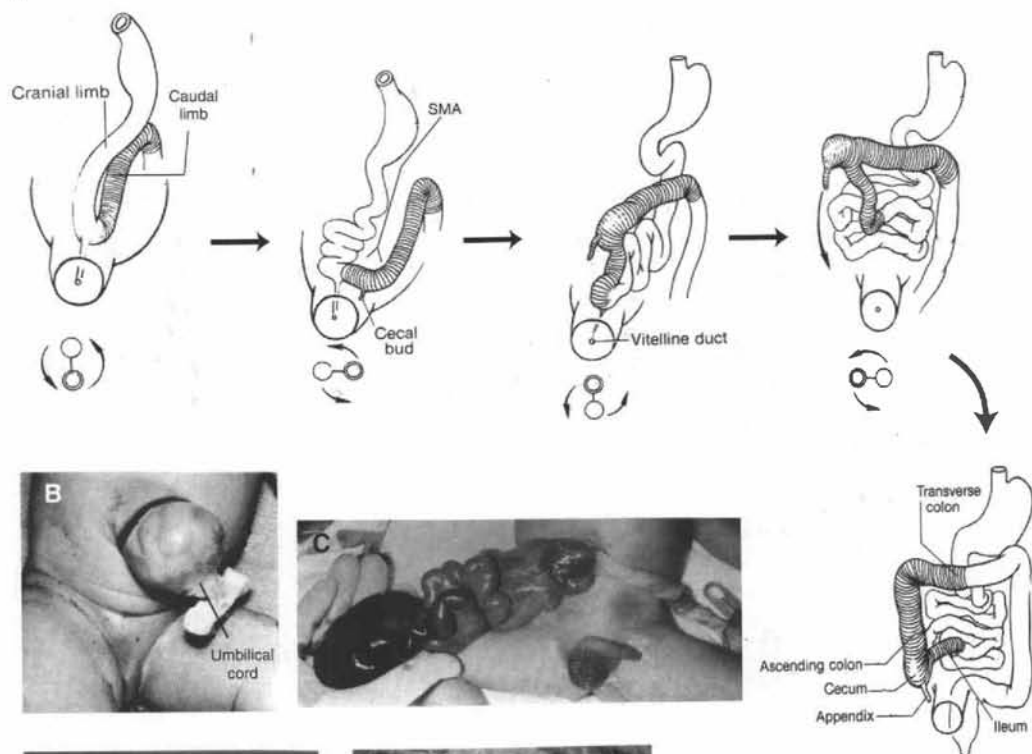 Cranial limb
Caudal
limb
SMA
Cecal
bud
Vitelline duct
B
Umbilical
cord
C
Transverse
colon
Ascending colon
Cecum
Appendix
Ileum